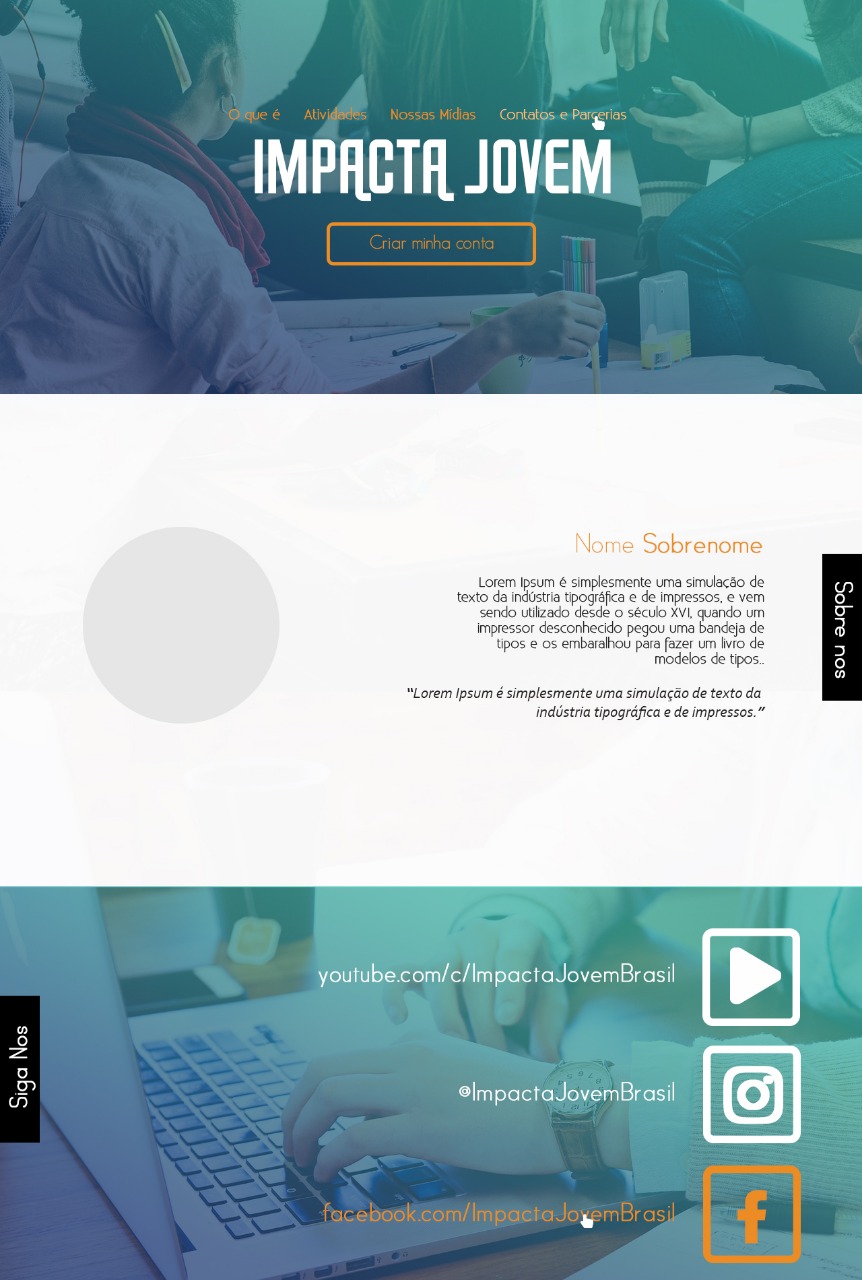 O que é Atividades Nossas Mídias Contatos e Parcerias
IMPACTA JOVEM
Criar minha conta
Nome Sobrenome
Lorem Ipsum é simplesmente uma simulação de
texto da indústria tipográfica e de impressos, e vem
sendo utilizado desde o século XVI, quando um
impressor desconhecido pegou uma bandeja de
tipos e os embaralhou para fazer um livro de
modelos de tipos..
“Lorem Ipsum é simplesmente uma simulação de texto da
indústria tipográfica e de impressos.”
Sobre nos
youtube.com/c/ImpactaJovemBrasil
@ImpactaJovemBrasil
Siga Nos
facebook.com/ImpactaJovemBrasil